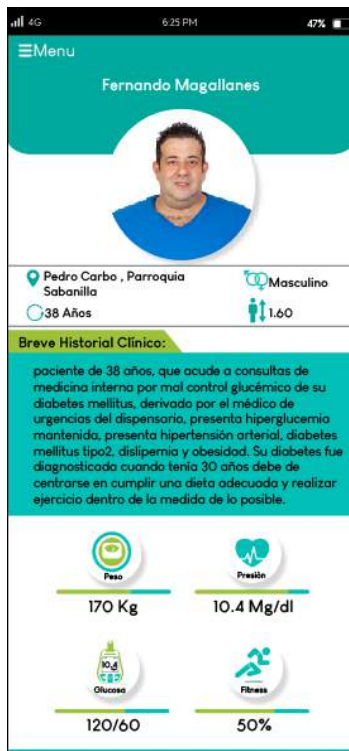 4G 6:25 PM 47%
Menu
Fernando Magallanes
Pedro Carbo , Parroquia
Sabanilla
Masculino
38 Años
1.60
Breve Historial Clínico:
paciente de 38 años, que acude a consultas de
medicina interna por mal control glucémico de su
diabetes mellitus, derivado por el médico de
urgencias del dispensario, presenta hiperglucemia
mantenida, presenta hipertensión arterial, diabetes
mellitus tipo2, dislipemia y obesidad. Su diabetes fue
diagnosticada cuando tenía 30 años debe de
centrarse en cumplir una dieta adecuada y realizar
ejercicio dentro de la medida de lo posible.
Peso
Presión
170 Kg
10.4 Mg/dl
10.4
Glucosa
Fitness
120/60
50%